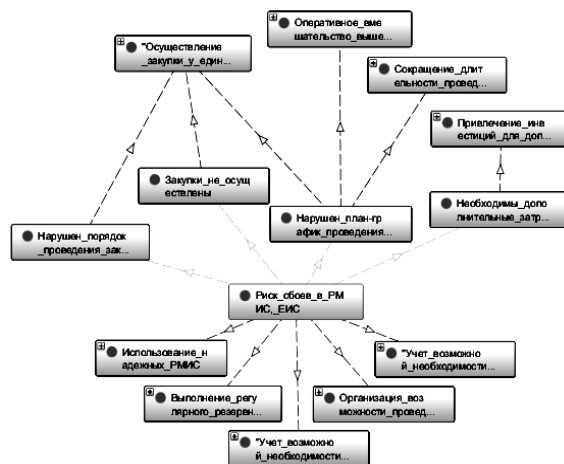 Оперативное_вме
шательство_выше...
"Осуществление
_закупки_у_един...
Сокращение_длит
ельности_провед...
Привлечение_инв
естиций_для_доп...
Закупки_не_осущ
ествлены
Нарушен_план-гр
афик_проведения...
Необходимы_допо
лнительные_затр...
Нарушен_порядок
_проведения_зак...
Риск_сбоев_в_РМ
ИС,_ЕИС
Использование_н
адежных_РМИС
"Учет_возможно
й_необходимости...
Выполнение_регу
лярного_резервн...
Организация_воз
можности_провед...
"Учет_возможно
й_необходимости...